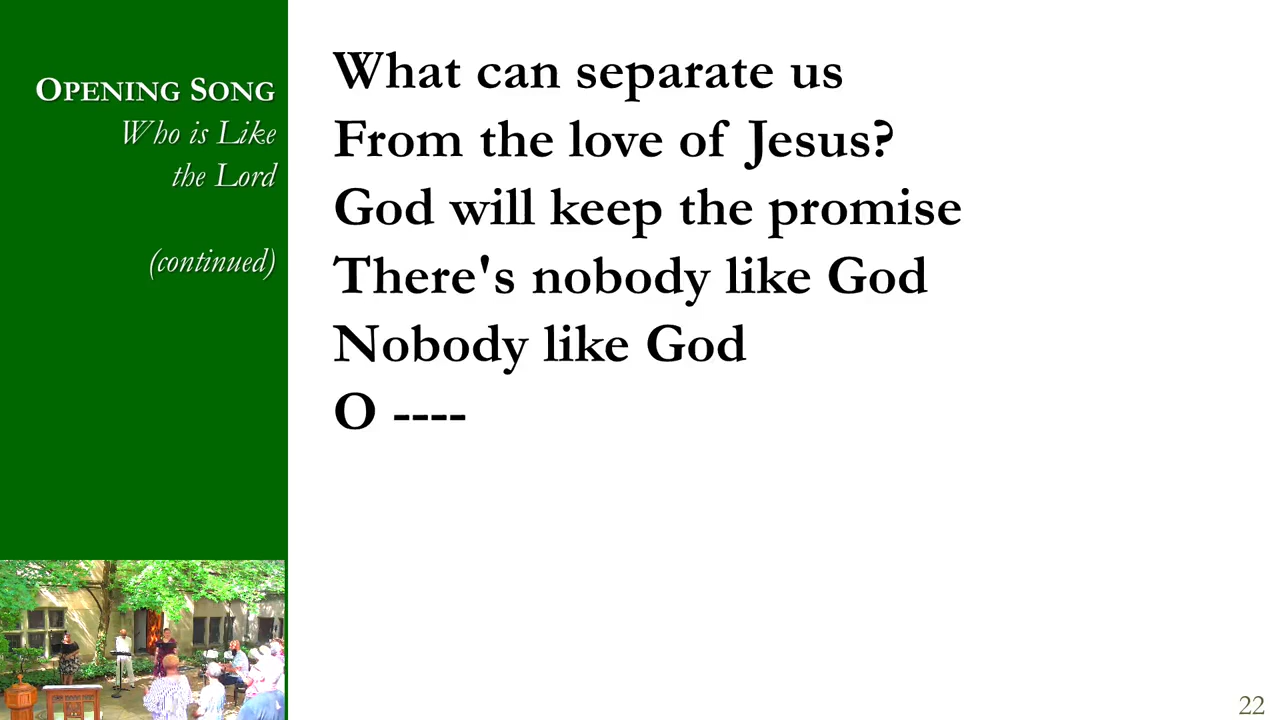 OPENING SONG
Who is Like
the Lord
(continued)
What can separate us
From the love of Jesus?
God will keep the promise
There's nobody like God
Nobody like God
O ----
22